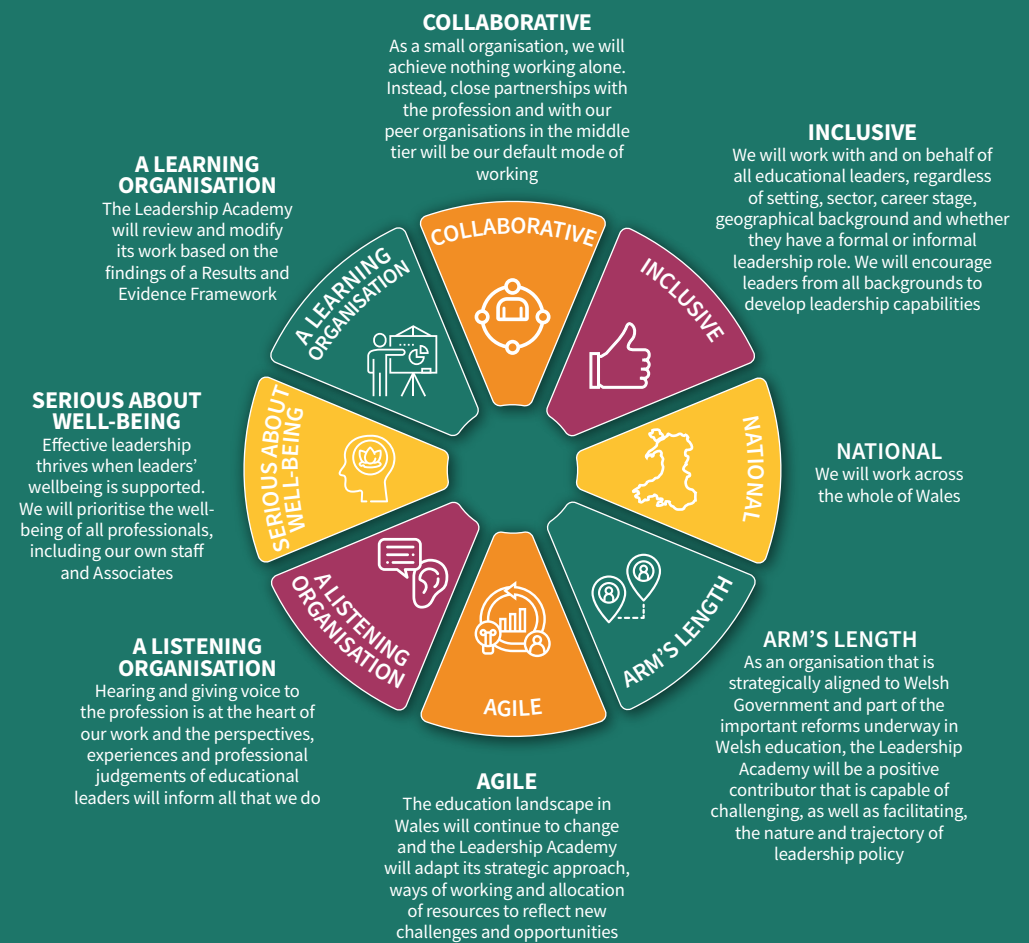 COLLABORATIVE
As a small organisation, we will
achieve nothing working alone.
Instead, close partnerships with
the profession and with our
peer organisations in the middle
tier will be our default mode of
working
INCLUSIVE
We will work with and on behalf of
all educational leaders, regardless
of setting, sector, career stage,
geographical background and whether
they have a formal or informal
leadership role. We will encourage
leaders from all backgrounds to
develop leadership capabilities
NATIONAL
We will work across
the whole of Wales
ARM'S LENGTH
As an organisation that is
strategically aligned to Welsh
Government and part of the
important reforms underway in
Welsh education, the Leadership
Academy will be a positive
contributor that is capable of
challenging, as well as facilitating,
the nature and trajectory of
leadership policy
AGILE
The education landscape in
Wales will continue to change
and the Leadership Academy
will adapt its strategic approach,
ways of working and allocation
of resources to reflect new
challenges and opportunities
A LISTENING
ORGANISATION
Hearing and giving voice to
the profession is at the heart of
our work and the perspectives,
experiences and professional
judgements of educational
leaders will inform all that we do
SERIOUS ABOUT
WELL-BEING
Effective leadership
thrives when leaders'
wellbeing is supported.
We will prioritise the well-
being of all professionals,
including our own staff
and Associates
A LEARNING
ORGANISATION
The Leadership Academy
will review and modify
its work based on the
findings of a Results and
Evidence Framework
COLLABORATIVE
INCLUSIVE
NATIONAL
ARM'S LENGTH
AGILE
A LISTENING
ORGANISATION
SERIOUS ABOUT
WELL-BEING
A LEARNING
ORGANISATION